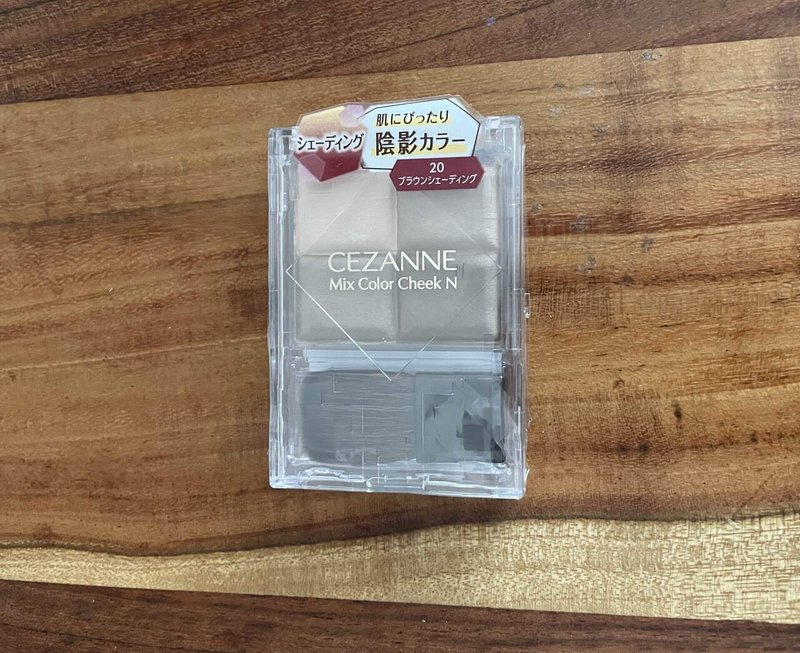 シェーディング
肌にぴったり
陰影カラー
20
ブラウンシェーディング
CEZANNE
Mix Color Cheek N